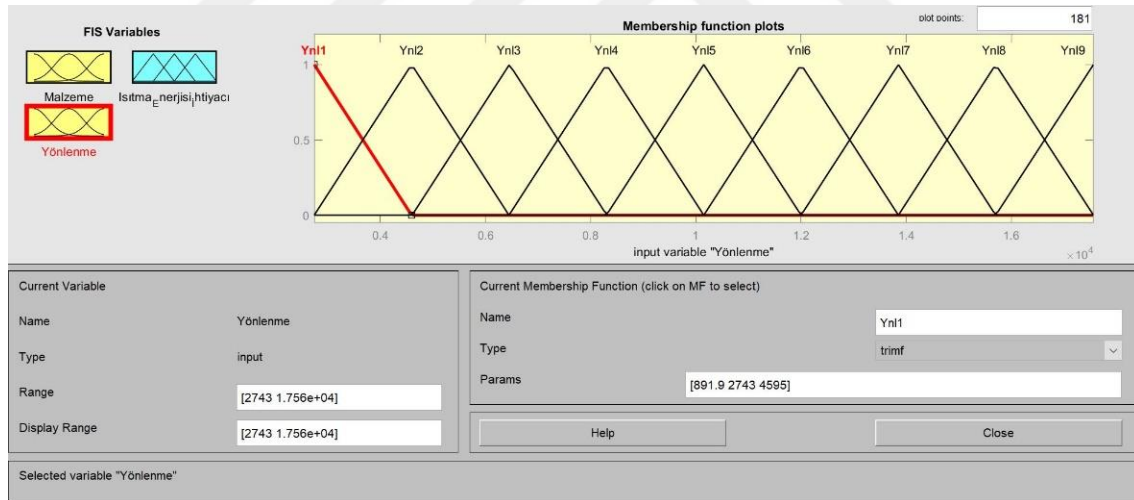 FIS Variables
Membership function plots
plot points:
181
Malzeme
Isıtma_Enerjisi_İhtiyacı
Yönlenme
Ynl1 Ynl2 Ynl3 Ynl4 Ynl5 Ynl6 Ynl7 Ynl8 Ynl9
1
0.5
0
0.4 0.6 0.8 1 1.2 1.4 1.6
input variable "Yönlenme"
×10⁴
Current Variable
Name Yönlenme
Type input
Range [2743 1.756e+04]
Display Range [2743 1.756e+04]
Current Membership Function (click on MF to select)
Name Ynl1
Type trimf
Params [891.9 2743 4595]
Help Close
Selected variable "Yönlenme"